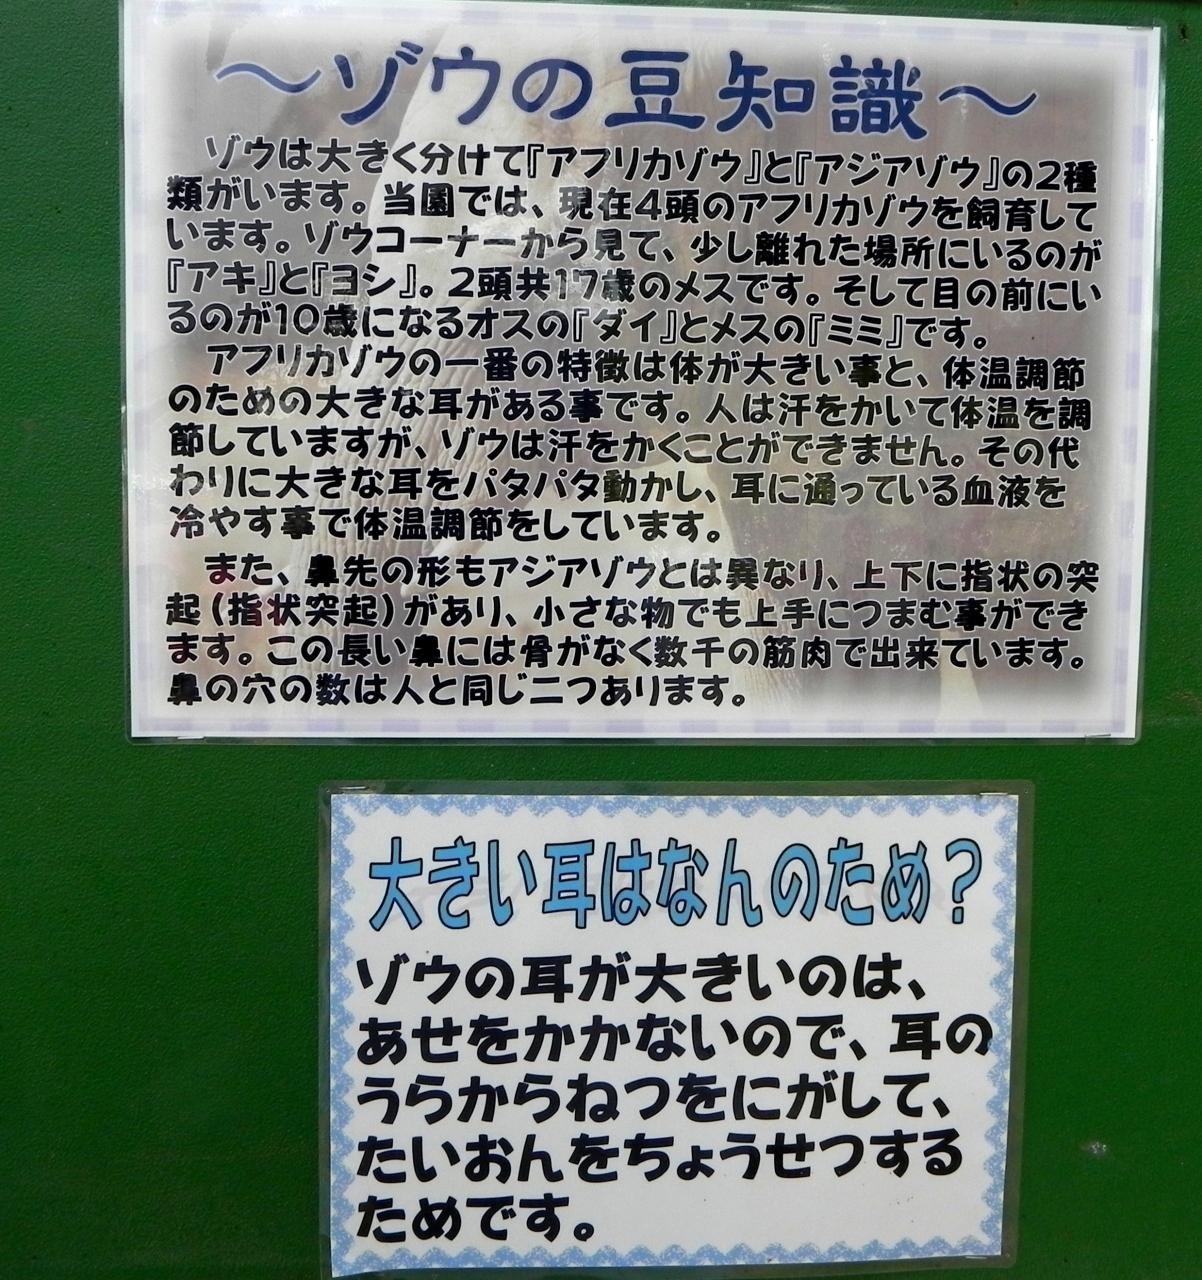 ～ゾウの豆知識～
ゾウは大きく分けて『アフリカゾウ』と『アジアゾウ』の2種
類がいます。当園では、現在4頭のアフリカゾウを飼育して
います。ゾウコーナーから見て、少し離れた場所にいるのが
『アキ』と『ヨシ』。2頭共17歳のメスです。そして目の前にい
るのが10歳になるオスの『ダイ』とメスの『ミミ』です。
アフリカゾウの一番の特徴は体が大きい事と、体温調節
のための大きな耳がある事です。人は汗をかいて体温を調
節していますが、ゾウは汗をかくことができません。その代
わりに大きな耳をパタパタ動かし、耳に通っている血液を
冷やす事で体温調節をしています。
また、鼻先の形もアジアゾウとは異なり、上下に指状の突
起（指状突起）があり、小さな物でも上手につまむ事ができ
ます。この長い鼻には骨がなく数千の筋肉で出来ています。
鼻の穴の数は人と同じ二つあります。
大きい耳はなんのため？
ゾウの耳が大きいのは、
あせをかかないので、耳の
うらからねつをにがして、
たいおんをちょうせつする
ためです。